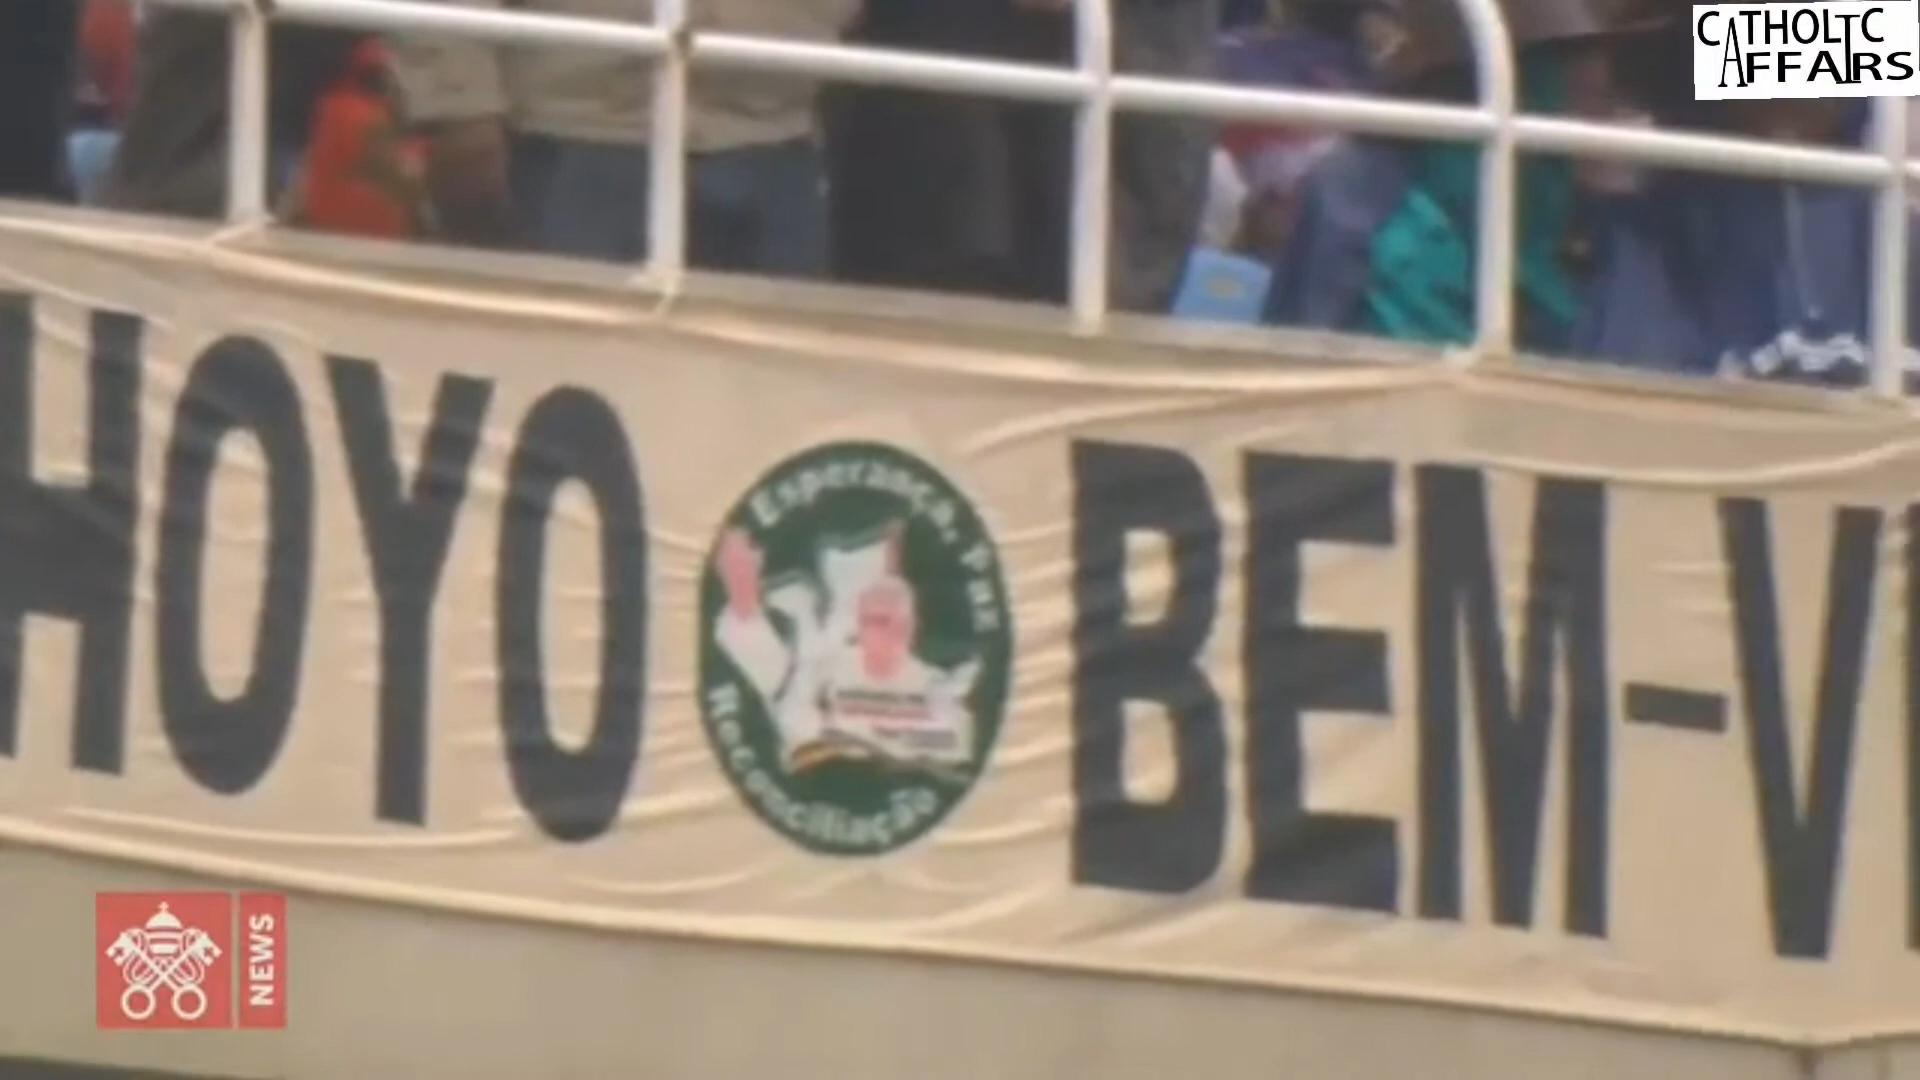 CATHOLIC
AFFAIRS
HOYO
BEM-V
Esperança, Paz
Reconciliação
NEWS